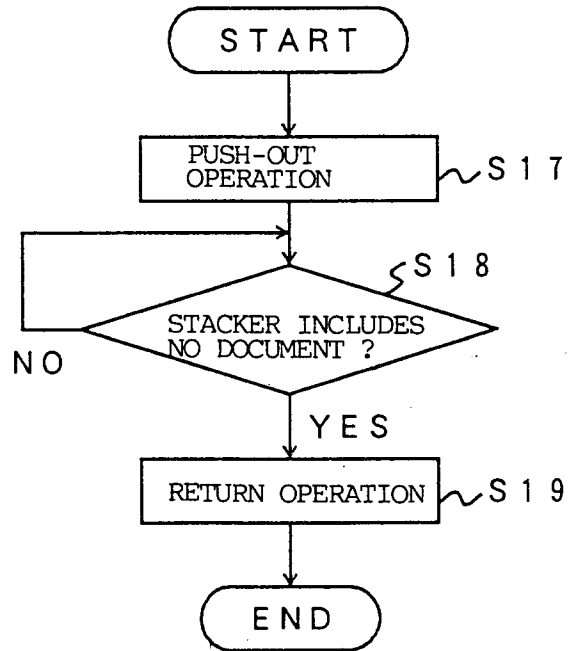 START
PUSH-OUT
OPERATION
S17
S18
STACKER INCLUDES
NO DOCUMENT ?
NO
YES
RETURN OPERATION
S19
END